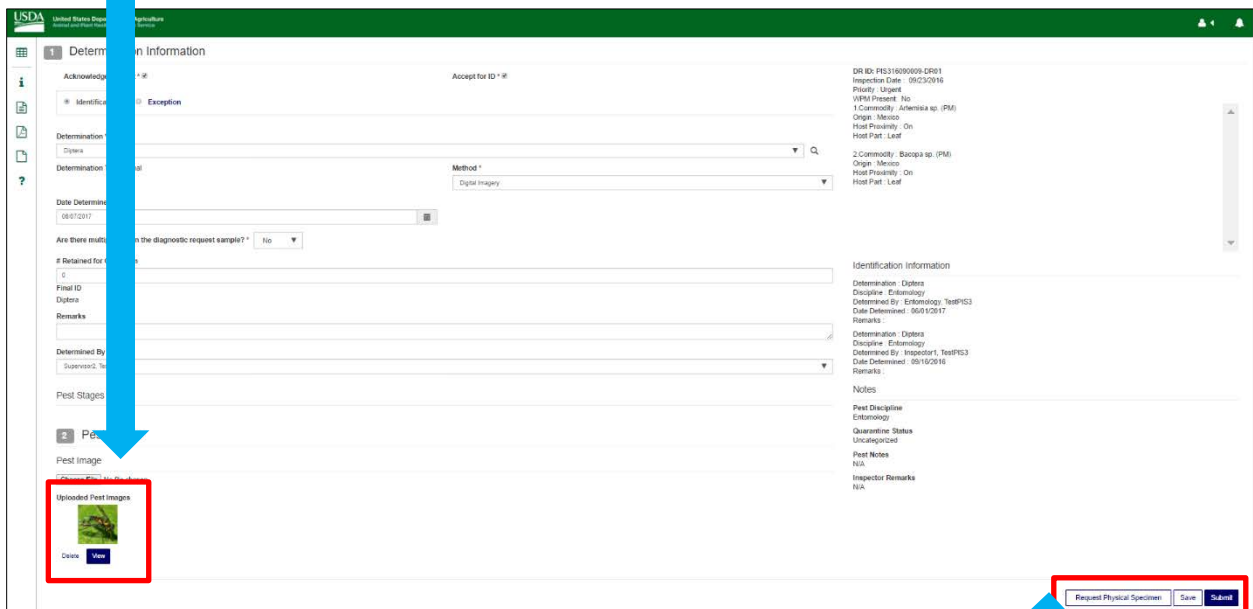 USDA
United States Depa Agriculture
Animal and Plant Health Service
1 Determ n Information
Acknowledg *
Accept for ID *
Identifica Exception
Determination
Diptera
Determination
Method *
Digital Imagery
Date Determine
06/07/2017
Are there multip n the diagnostic request sample? * No
# Retained for
0
Final ID
Diptera
Remarks
Determined By
Supervisor2, Te
Pest Stages
2 Pe
Pest Image
Uploaded Pest Images
Delete View
DR ID: PIS316090009-DR01
Inspection Date : 09/23/2016
Priority : Urgent
WPM Present: No
1.Commodity : Artemisia sp. (PM)
Origin : Mexico
Host Proximity : On
Host Part : Leaf
2.Commodity : Bacopa sp. (PM)
Origin : Mexico
Host Proximity : On
Host Part : Leaf
Identification Information
Determination : Diptera
Discipline : Entomology
Determined By : Entomology, TestPIS3
Date Determined : 06/01/2017
Remarks :
Determination : Diptera
Discipline : Entomology
Determined By : Inspector1, TestPIS3
Date Determined : 09/16/2016
Remarks :
Notes
Pest Discipline
Entomology
Quarantine Status
Uncategorized
Pest Notes
N/A
Inspector Remarks
N/A
Request Physical Specimen Save Submit